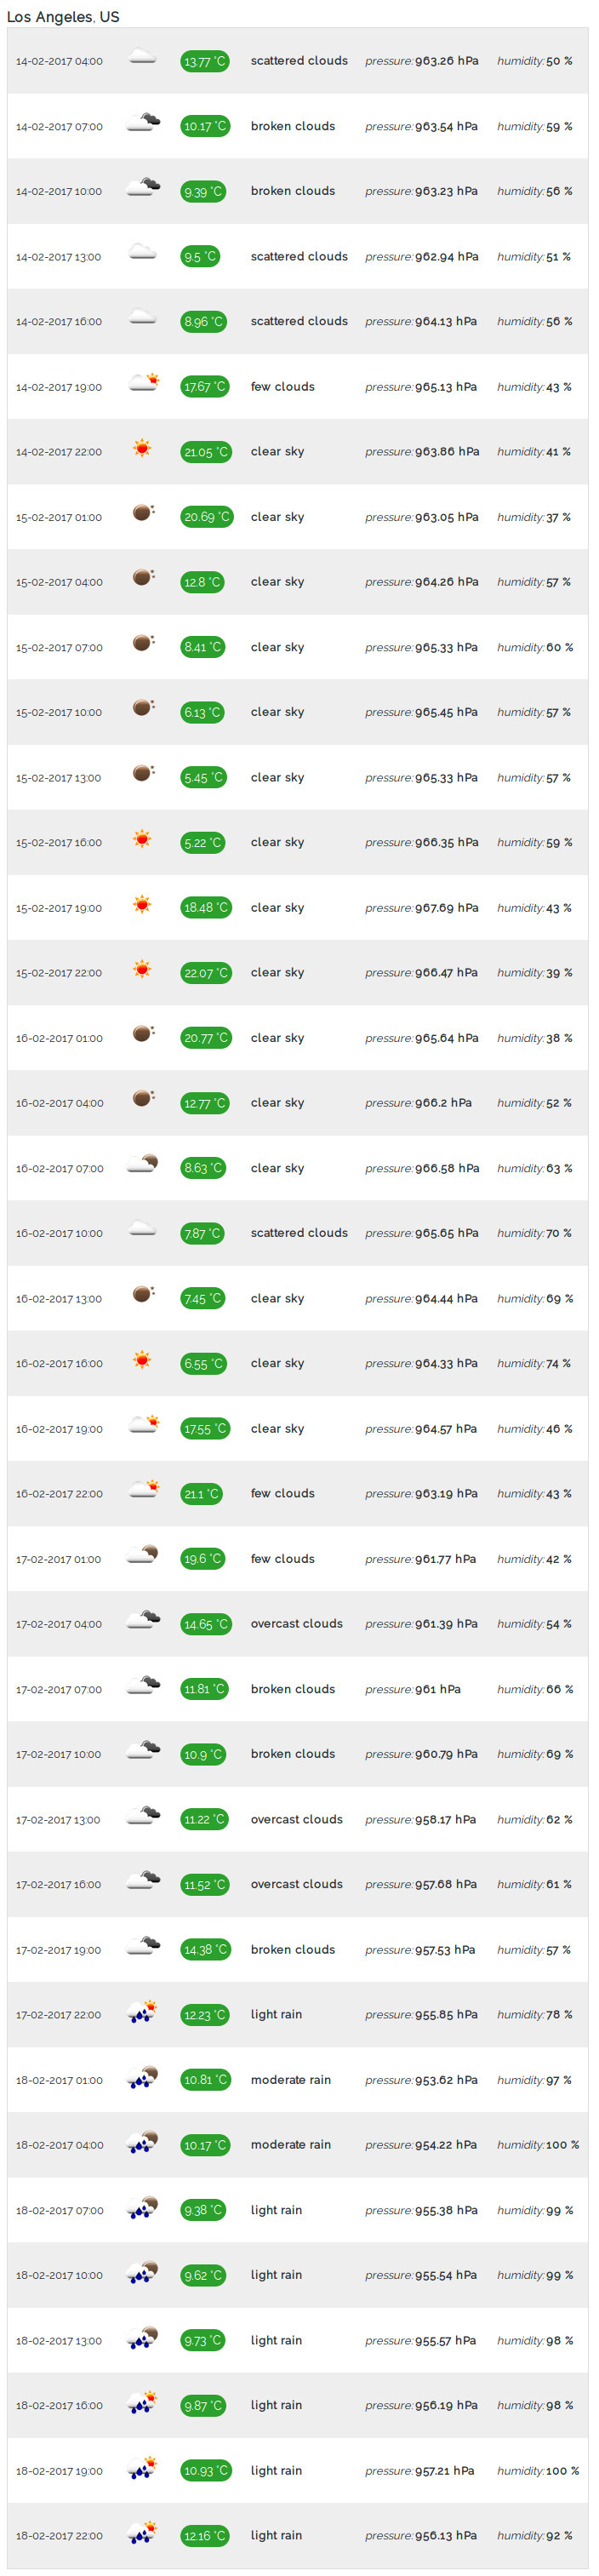 Los Angeles, US
14-02-2017 04:00 13.77 °C scattered clouds pressure: 963.26 hPa humidity: 50 %
14-02-2017 07:00 10.17 °C broken clouds pressure: 963.54 hPa humidity: 59 %
14-02-2017 10:00 9.39 °C broken clouds pressure: 963.23 hPa humidity: 56 %
14-02-2017 13:00 9.5 °C scattered clouds pressure: 962.94 hPa humidity: 51 %
14-02-2017 16:00 8.96 °C scattered clouds pressure: 964.13 hPa humidity: 56 %
14-02-2017 19:00 17.67 °C few clouds pressure: 965.13 hPa humidity: 43 %
14-02-2017 22:00 21.05 °C clear sky pressure: 963.86 hPa humidity: 41 %
15-02-2017 01:00 20.69 °C clear sky pressure: 963.05 hPa humidity: 37 %
15-02-2017 04:00 12.8 °C clear sky pressure: 964.26 hPa humidity: 57 %
15-02-2017 07:00 8.41 °C clear sky pressure: 965.33 hPa humidity: 60 %
15-02-2017 10:00 6.13 °C clear sky pressure: 965.45 hPa humidity: 57 %
15-02-2017 13:00 5.45 °C clear sky pressure: 965.33 hPa humidity: 57 %
15-02-2017 16:00 5.22 °C clear sky pressure: 966.35 hPa humidity: 59 %
15-02-2017 19:00 18.48 °C clear sky pressure: 967.69 hPa humidity: 43 %
15-02-2017 22:00 22.07 °C clear sky pressure: 966.47 hPa humidity: 39 %
16-02-2017 01:00 20.77 °C clear sky pressure: 965.64 hPa humidity: 38 %
16-02-2017 04:00 12.77 °C clear sky pressure: 966.2 hPa humidity: 52 %
16-02-2017 07:00 8.63 °C clear sky pressure: 966.58 hPa humidity: 63 %
16-02-2017 10:00 7.87 °C scattered clouds pressure: 965.65 hPa humidity: 70 %
16-02-2017 13:00 7.45 °C clear sky pressure: 964.44 hPa humidity: 69 %
16-02-2017 16:00 6.55 °C clear sky pressure: 964.33 hPa humidity: 74 %
16-02-2017 19:00 17.55 °C clear sky pressure: 964.57 hPa humidity: 46 %
16-02-2017 22:00 21.1 °C few clouds pressure: 963.19 hPa humidity: 43 %
17-02-2017 01:00 19.6 °C few clouds pressure: 961.77 hPa humidity: 42 %
17-02-2017 04:00 14.65 °C overcast clouds pressure: 961.39 hPa humidity: 54 %
17-02-2017 07:00 11.81 °C broken clouds pressure: 961 hPa humidity: 66 %
17-02-2017 10:00 10.9 °C broken clouds pressure: 960.79 hPa humidity: 69 %
17-02-2017 13:00 11.22 °C overcast clouds pressure: 958.17 hPa humidity: 62 %
17-02-2017 16:00 11.52 °C overcast clouds pressure: 957.68 hPa humidity: 61 %
17-02-2017 19:00 14.38 °C broken clouds pressure: 957.53 hPa humidity: 57 %
17-02-2017 22:00 12.23 °C light rain pressure: 955.85 hPa humidity: 78 %
18-02-2017 01:00 10.81 °C moderate rain pressure: 953.62 hPa humidity: 97 %
18-02-2017 04:00 10.17 °C moderate rain pressure: 954.22 hPa humidity: 100 %
18-02-2017 07:00 9.38 °C light rain pressure: 955.38 hPa humidity: 99 %
18-02-2017 10:00 9.62 °C light rain pressure: 955.54 hPa humidity: 99 %
18-02-2017 13:00 9.73 °C light rain pressure: 955.57 hPa humidity: 98 %
18-02-2017 16:00 9.87 °C light rain pressure: 956.19 hPa humidity: 98 %
18-02-2017 19:00 10.93 °C light rain pressure: 957.21 hPa humidity: 100 %
18-02-2017 22:00 12.16 °C light rain pressure: 956.13 hPa humidity: 92 %